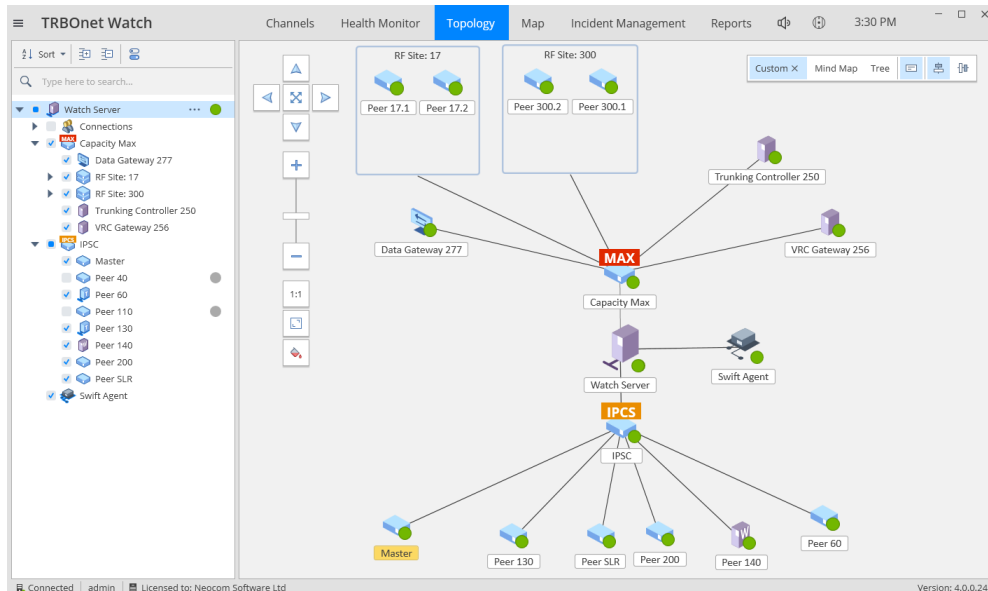 TRBOnet Watch
Channels
Health Monitor
Topology
Map
Incident Management
Reports
3:30 PM
Sort
Type here to search...
Watch Server
Connections
MAX
Capacity Max
Data Gateway 277
RF Site: 17
RF Site: 300
Trunking Controller 250
VRC Gateway 256
IPCS
IPSC
Master
Peer 40
Peer 60
Peer 110
Peer 130
Peer 140
Peer 200
Peer SLR
Swift Agent
RF Site: 17
Peer 17.1
Peer 17.2
RF Site: 300
Peer 300.2
Peer 300.1
Custom ×
Mind Map
Tree
1:1
Trunking Controller 250
Data Gateway 277
VRC Gateway 256
MAX
Capacity Max
Watch Server
Swift Agent
IPCS
IPSC
Master
Peer 130
Peer SLR
Peer 200
W
Peer 140
Peer 60
Connected
admin
Licensed to: Neocom Software Ltd
Version: 4.0.0.24